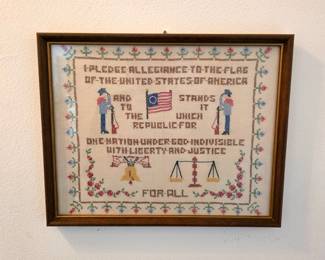 I·PLEDGE·ALLEGIANCE·TO·THE·FLAG
OF·THE·UNITED·STATES·OF·AMERICA
AND STANDS
TO IT
THE WHICH
REPUBLIC·FOR
ONE·NATION·UNDER·GOD·INDIVISIBLE
WITH·LIBERTY·AND·JUSTICE
FOR·ALL